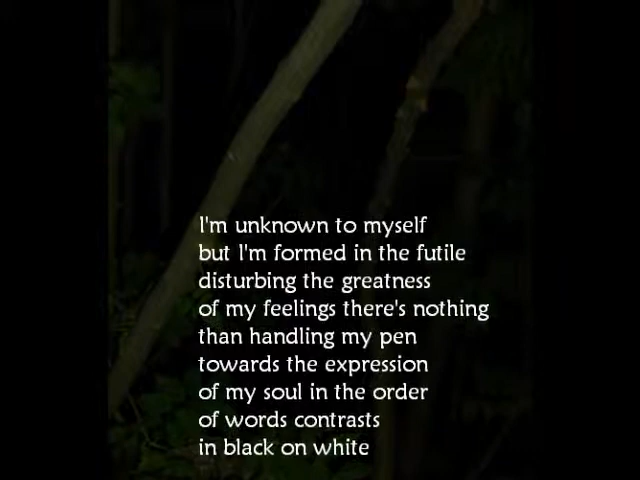 I'm unknown to myself
but I'm formed in the futile
disturbing the greatness
of my feelings there's nothing
than handling my pen
towards the expression
of my soul in the order
of words contrasts
in black on white